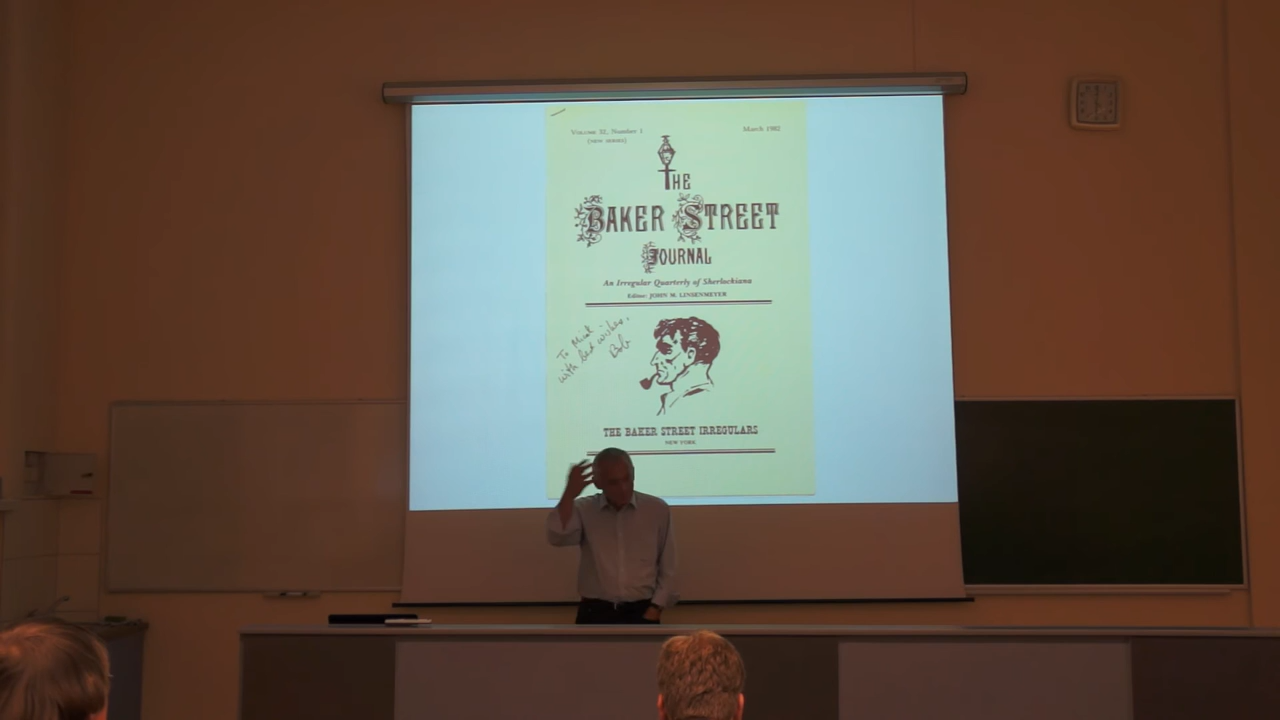 VOLUME 32, Number 1
March 1982
(NEW SERIES)
THE
BAKER STREET
JOURNAL
An Irregular Quarterly of Sherlockiana
Editor: JOHN M. LINSENMEYER
To Mick
with best wishes,
Bob
THE BAKER STREET IRREGULARS
NEW YORK